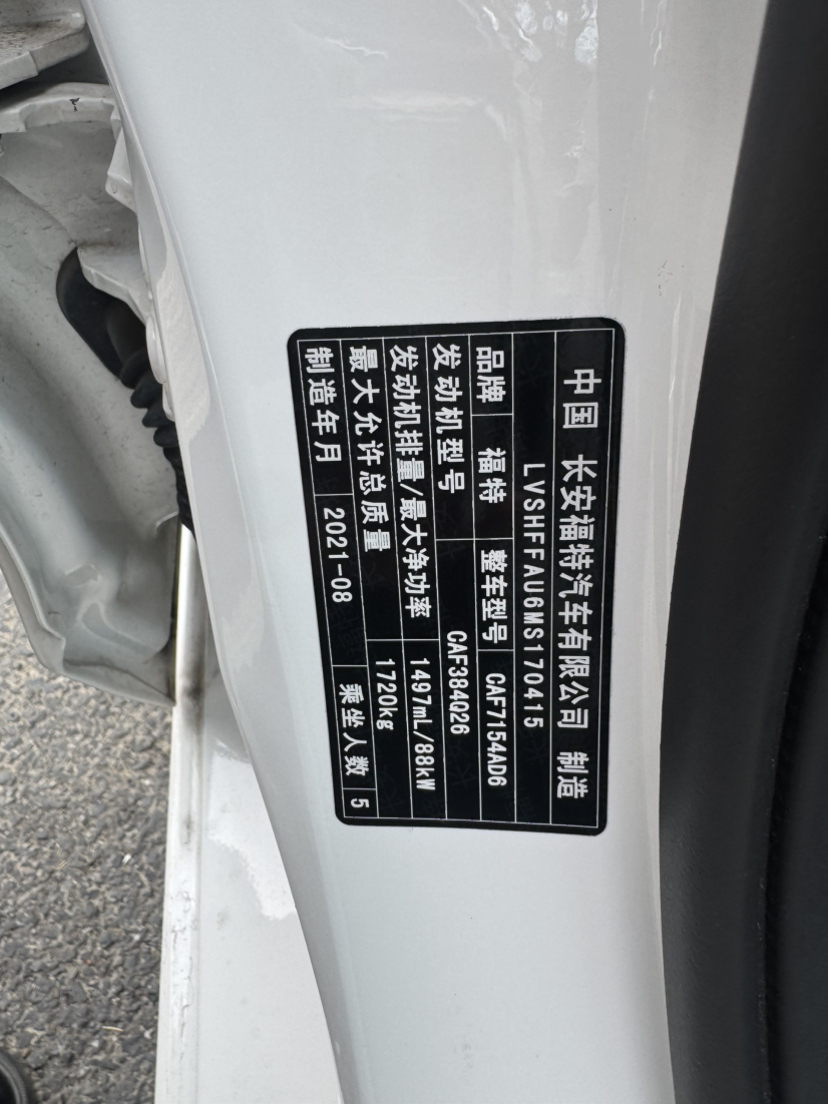 中国 长安福特汽车有限公司 制造
LVSHFFAU6MS170415
品牌 福特 整车型号 CAF7154AD6
发动机型号 CAF384Q26
发动机排量/最大净功率 1497mL/88kW
最大允许总质量 1720kg
制造年月 2021-08 乘坐人数 5